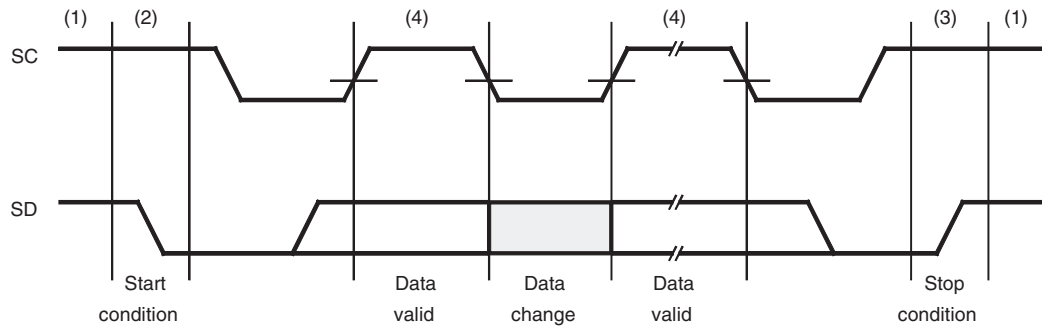 (1) (2) (4) (4) (3) (1)
SC
SD
Start condition
Data valid
Data change
Data valid
Stop condition